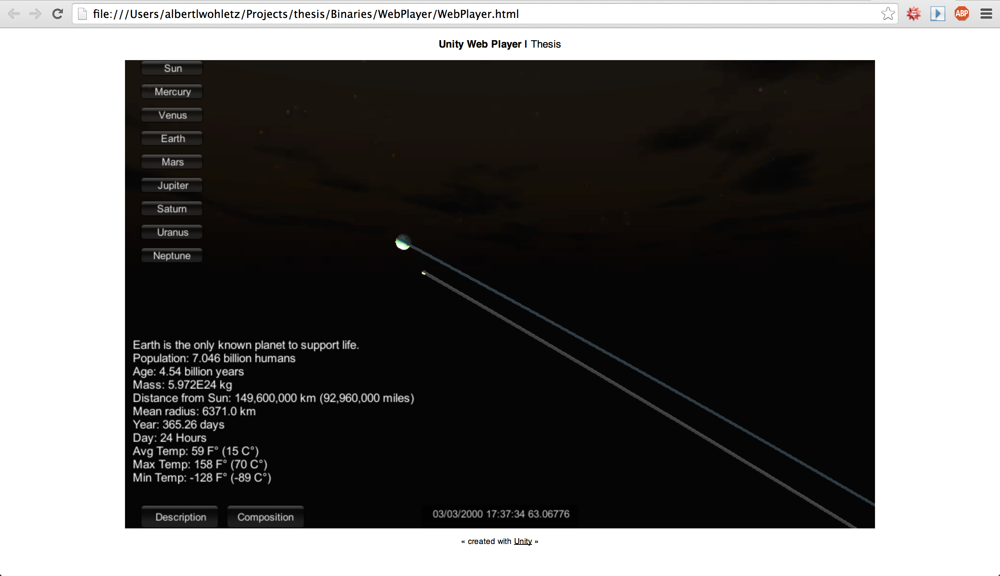 file:///Users/albertlwohletz/Projects/thesis/Binaries/WebPlayer/WebPlayer.html
ABP
Unity Web Player | Thesis
Sun
Mercury
Venus
Earth
Mars
Jupiter
Saturn
Uranus
Neptune
Earth is the only known planet to support life.
Population: 7.046 billion humans
Age: 4.54 billion years
Mass: 5.972E24 kg
Distance from Sun: 149,600,000 km (92,960,000 miles)
Mean radius: 6371.0 km
Year: 365.26 days
Day: 24 Hours
Avg Temp: 59 F° (15 C°)
Max Temp: 158 F° (70 C°)
Min Temp: -128 F° (-89 C°)
Description
Composition
03/03/2000 17:37:34 63.06776
« created with Unity »